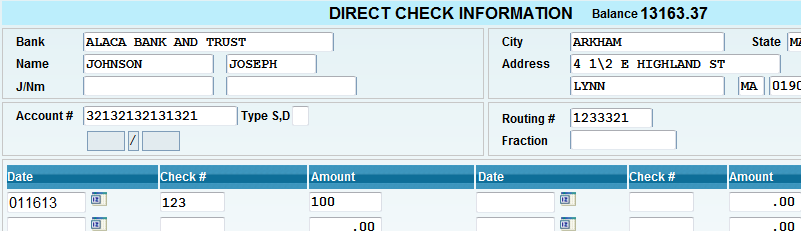 DIRECT CHECK INFORMATION Balance 13163.37
Bank ALACA BANK AND TRUST City ARKHAM State MA
Name JOHNSON JOSEPH Address 4 1\2 E HIGHLAND ST
J/Nm LYNN MA 0190
Account # 32132132131321 Type S,D Routing # 1233321
/ Fraction
Date Check # Amount Date Check # Amount
011613 123 100 .00
.00 .00